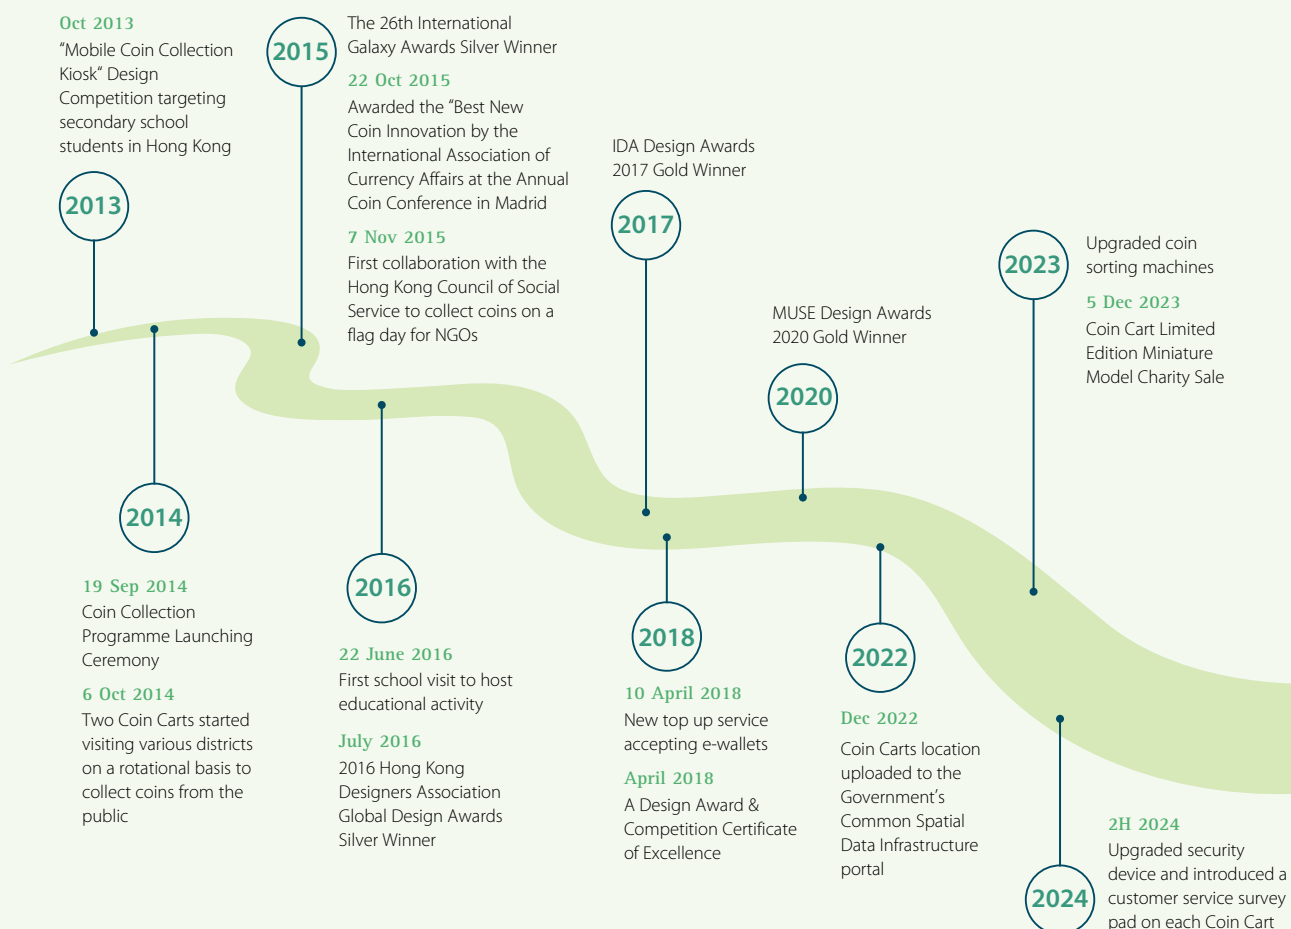 Oct 2013
“Mobile Coin Collection
Kiosk“ Design
Competition targeting
secondary school
students in Hong Kong
2013
2014
19 Sep 2014
Coin Collection
Programme Launching
Ceremony
6 Oct 2014
Two Coin Carts started
visiting various districts
on a rotational basis to
collect coins from the
public
2015
The 26th International
Galaxy Awards Silver Winner
22 Oct 2015
Awarded the “Best New
Coin Innovation by the
International Association of
Currency Affairs at the Annual
Coin Conference in Madrid
7 Nov 2015
First collaboration with the
Hong Kong Council of Social
Service to collect coins on a
flag day for NGOs
2016
22 June 2016
First school visit to host
educational activity
July 2016
2016 Hong Kong
Designers Association
Global Design Awards
Silver Winner
IDA Design Awards
2017 Gold Winner
2017
2018
10 April 2018
New top up service
accepting e-wallets
April 2018
A Design Award &
Competition Certificate
of Excellence
MUSE Design Awards
2020 Gold Winner
2020
2022
Dec 2022
Coin Carts location
uploaded to the
Government’s
Common Spatial
Data Infrastructure
portal
2023
Upgraded coin
sorting machines
5 Dec 2023
Coin Cart Limited
Edition Miniature
Model Charity Sale
2024
2H 2024
Upgraded security
device and introduced a
customer service survey
pad on each Coin Cart